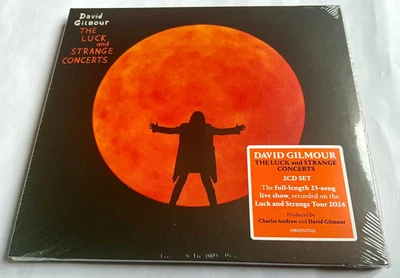 David
Gilmour
THE
LUCK and
STRANGE
CONCERTS
DAVID GILMOUR
THE LUCK and STRANGE
CONCERTS
2CD SET
The full-length 23-song
live show, recorded on the
Luck and Strange Tour 2024
Produced by
Charlie Andrew and David Gilmour